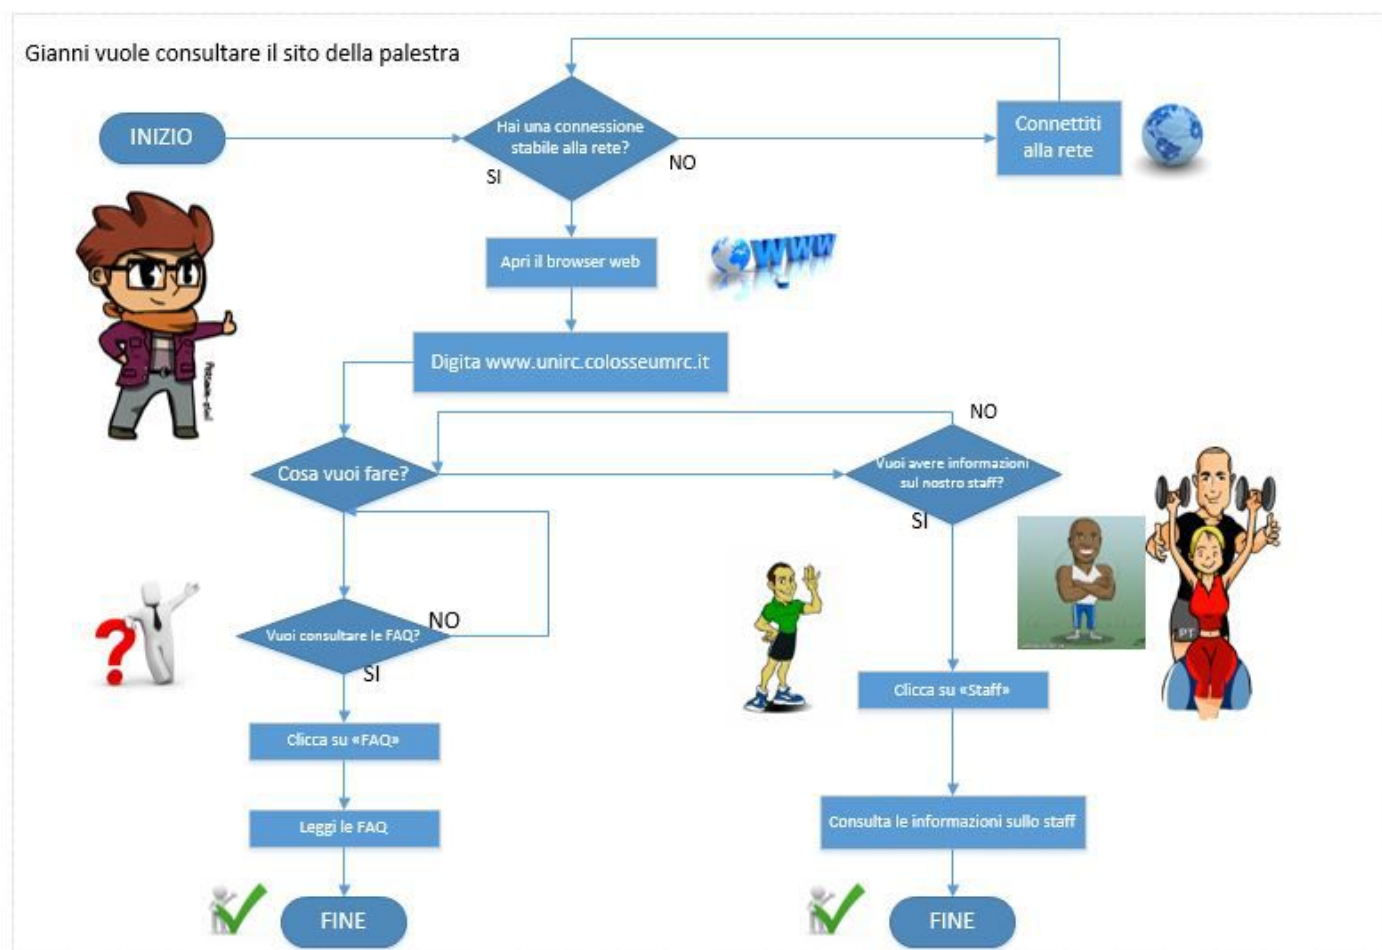 Gianni vuole consultare il sito della palestra
INIZIO
Hai una connessione
stabile alla rete?
Connettiti
alla rete
SI
NO
Apri il browser web
WWW
Digita www.unirc.colosseumrc.it
NO
Cosa vuoi fare?
Vuoi avere informazioni
sul nostro staff?
SI
Vuoi consultare le FAQ?
NO
SI
?
PT
Clicca su «Staff»
Clicca su «FAQ»
Leggi le FAQ
Consulta le informazioni sullo staff
FINE
FINE